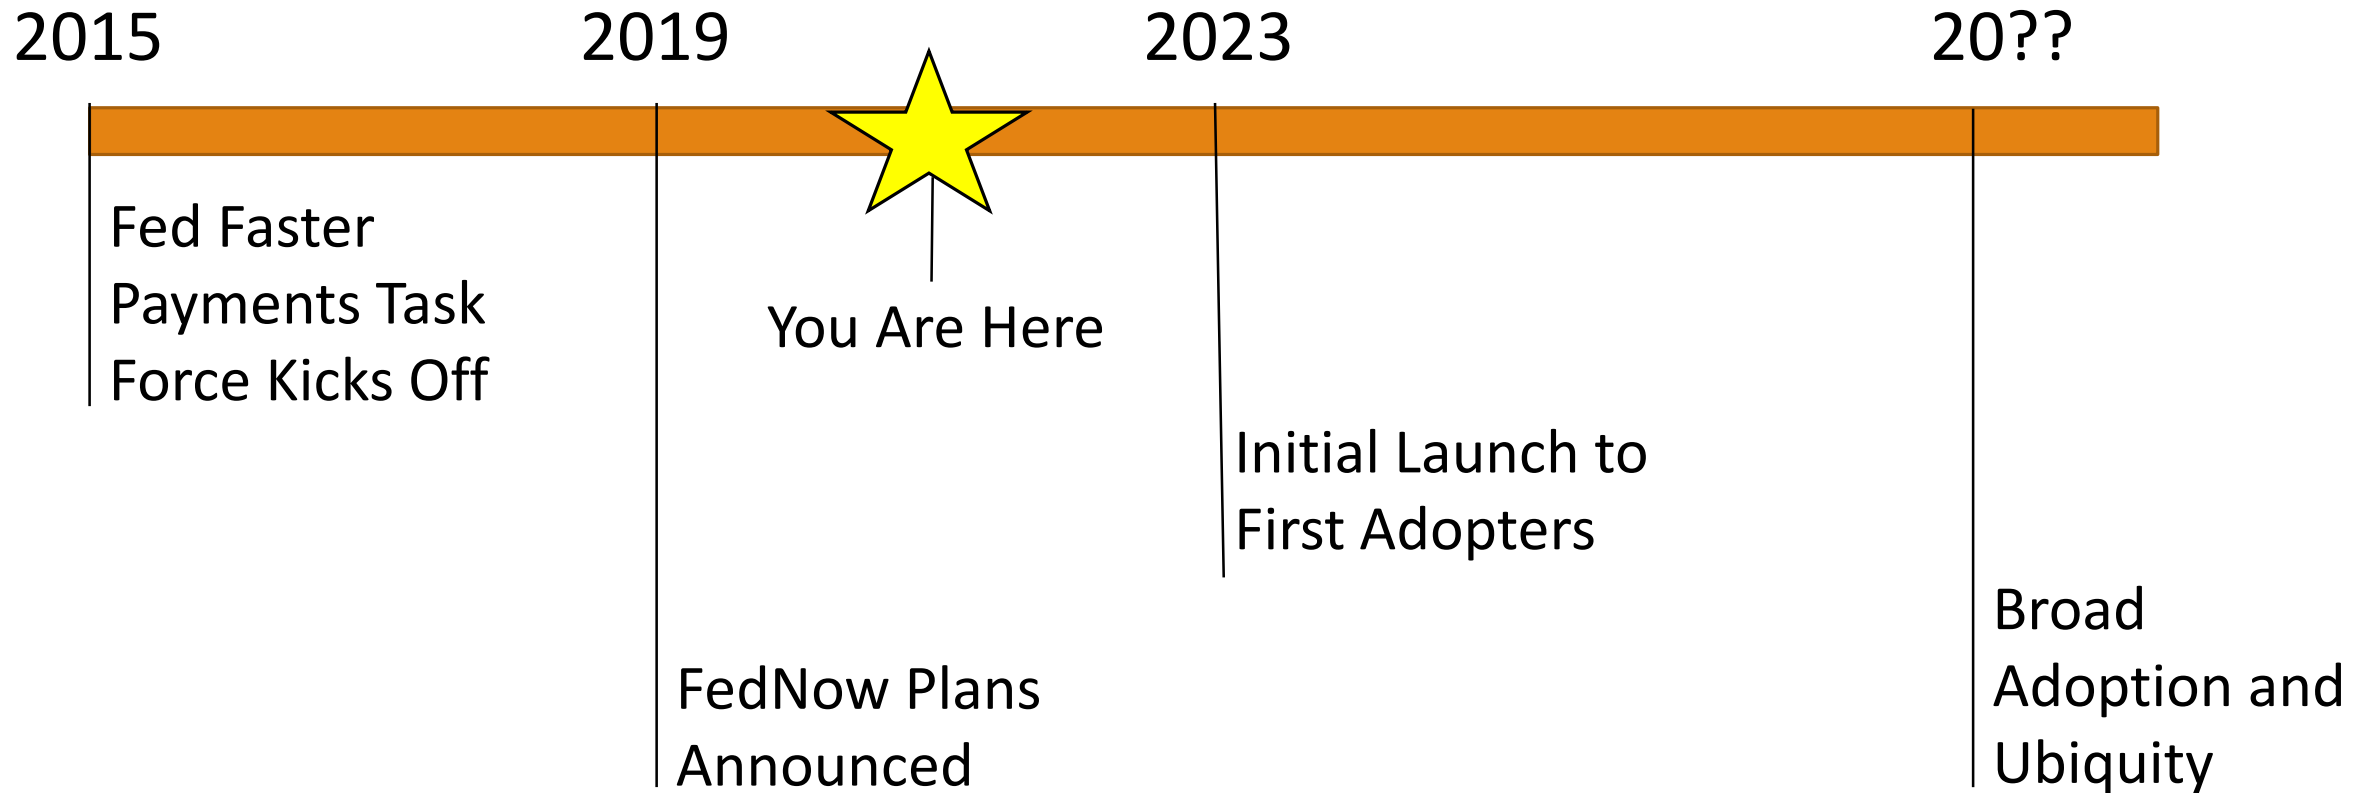 2015
2019
2023
20??
Fed Faster
Payments Task
Force Kicks Off
You Are Here
Initial Launch to
First Adopters
FedNow Plans
Announced
Broad
Adoption and
Ubiquity